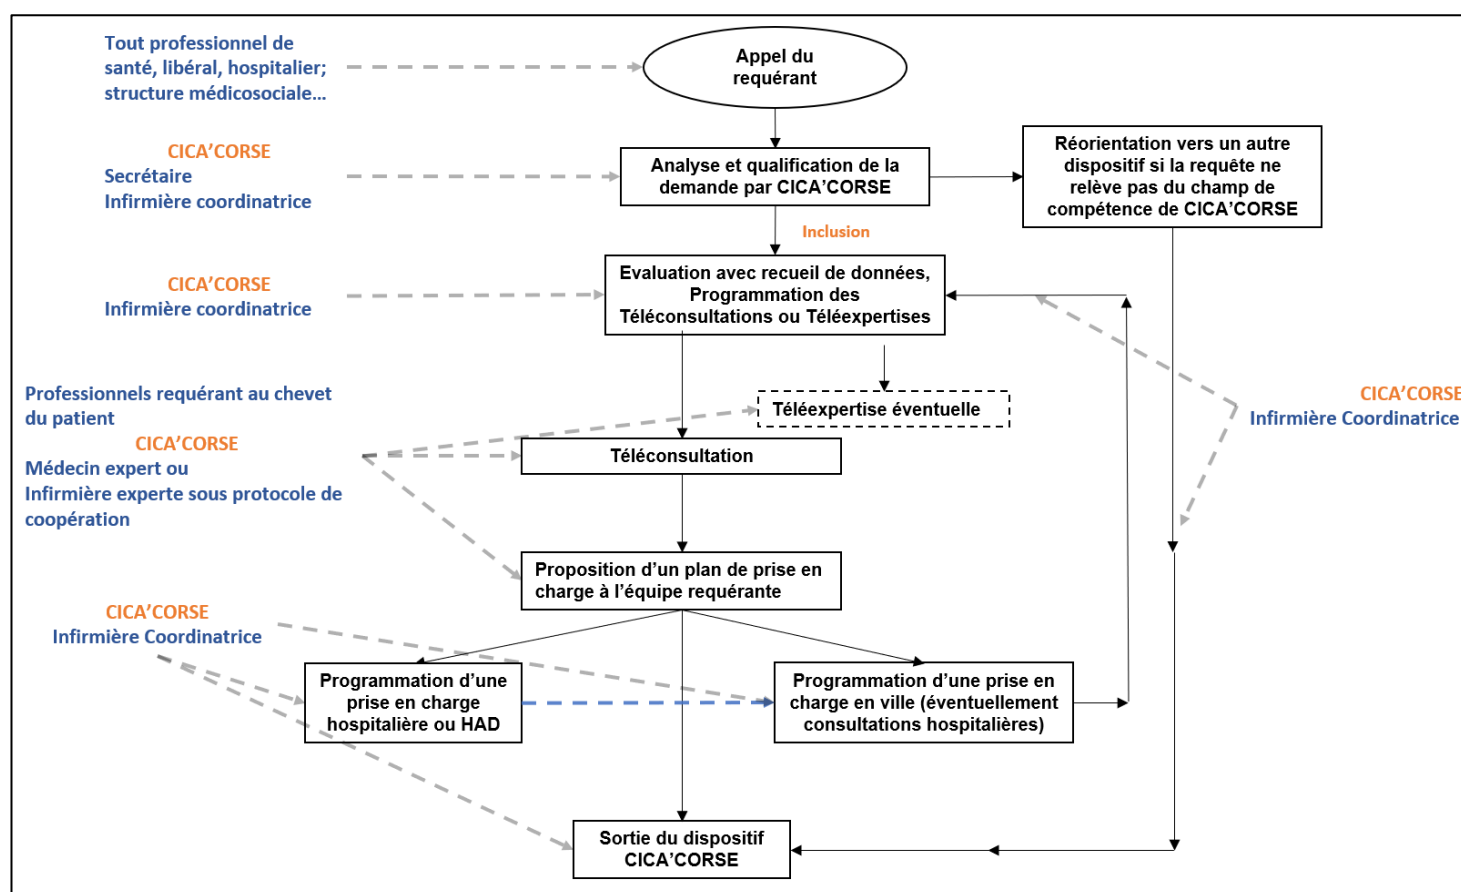 Tout professionnel de
santé, libéral, hospitalier;
structure médicosociale...
Appel du
requérant
CICA'CORSE
Secrétaire
Infirmière coordinatrice
Analyse et qualification de la
demande par CICA'CORSE
Réorientation vers un autre
dispositif si la requête ne
relève pas du champ de
compétence de CICA'CORSE
Inclusion
CICA'CORSE
Infirmière coordinatrice
Evaluation avec recueil de données,
Programmation des
Téléconsultations ou Téléexpertises
Professionnels requérant au chevet
du patient
CICA'CORSE
Médecin expert ou
Infirmière experte sous protocole de
coopération
Téléexpertise éventuelle
Téléconsultation
CICA'CORSE
Infirmière Coordinatrice
Proposition d'un plan de prise en
charge à l'équipe requérante
CICA'CORSE
Infirmière Coordinatrice
Programmation d'une
prise en charge
hospitalière ou HAD
Programmation d'une prise en
charge en ville (éventuellement
consultations hospitalières)
Sortie du dispositif
CICA'CORSE